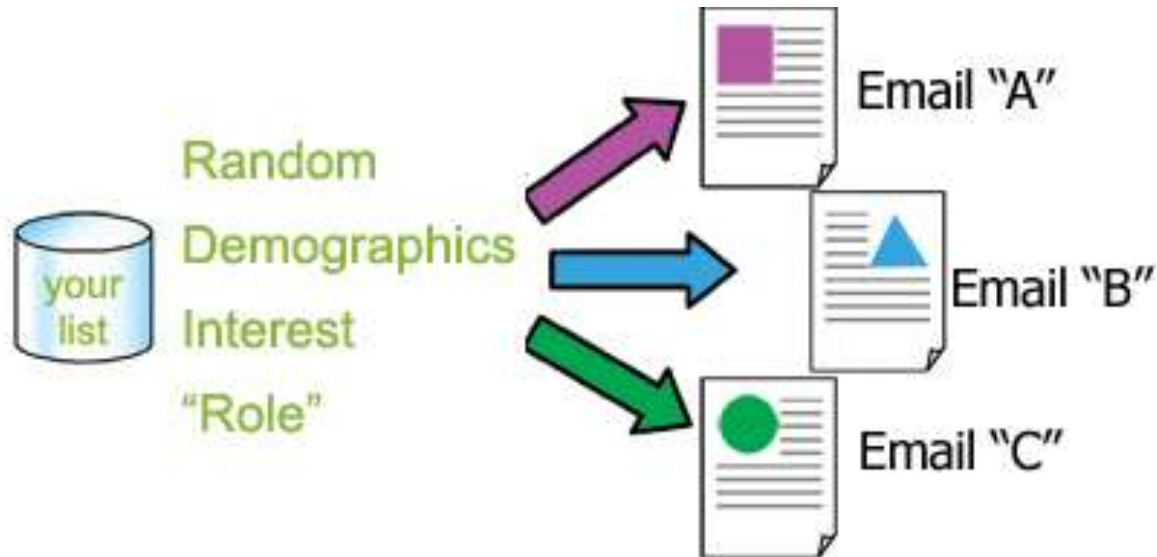 your
list
Random
Demographics
Interest
“Role”
Email “A”
Email “B”
Email “C”